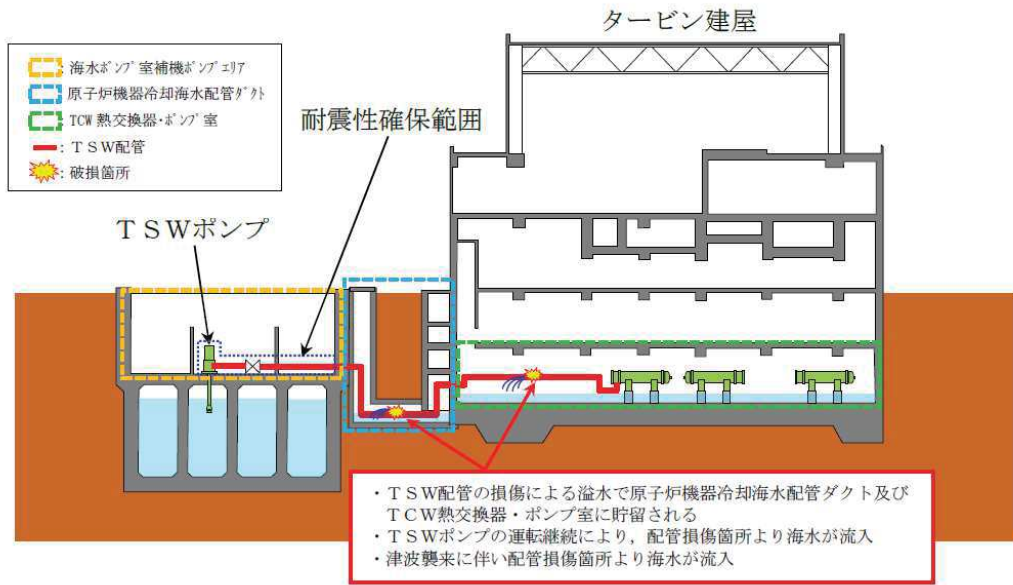 タービン建屋
:海水ポンプ室補機ポンプエリア
:原子炉機器冷却海水配管ダクト
:TCW熱交換器・ポンプ室
:ＴＳＷ配管
:破損箇所
耐震性確保範囲
ＴＳＷポンプ
・ＴＳＷ配管の損傷による溢水で原子炉機器冷却海水配管ダクト及び
ＴＣＷ熱交換器・ポンプ室に貯留される
・ＴＳＷポンプの運転継続により，配管損傷箇所より海水が流入
・津波襲来に伴い配管損傷箇所より海水が流入